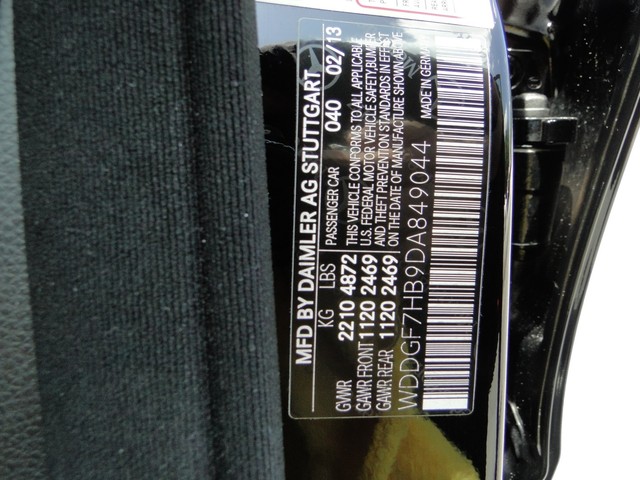 MFD BY DAIMLER AG STUTTGART
KG LBS
GVWR 2210 4872
GAWR FRONT 1120 2469
GAWR REAR 1120 2469
PASSENGER CAR 040 02/13
THIS VEHICLE CONFORMS TO ALL APPLICABLE
U.S. FEDERAL MOTOR VEHICLE SAFETY, BUMPER
AND THEFT PREVENTION STANDARDS IN EFFECT
ON THE DATE OF MANUFACTURE SHOWN ABOVE
WDDGF7HB9DA849044 MADE IN GERMANY